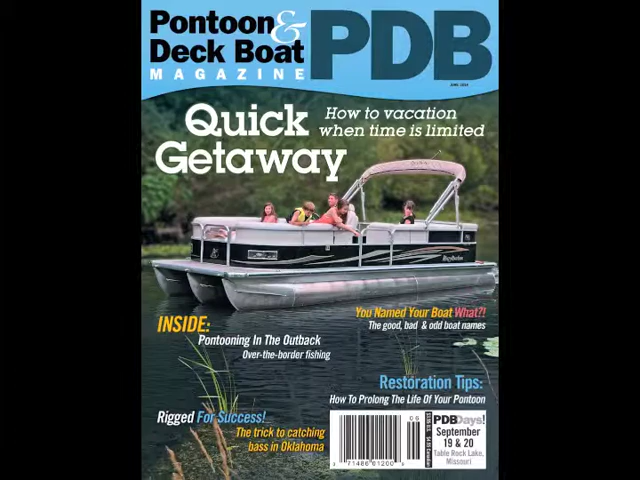 Pontoon & Deck Boat
MAGAZINE
PDB
Quick Getaway
How to vacation
when time is limited
INSIDE:
Pontooning In The Outback
Over-the-border fishing
You Named Your Boat What?!
The good, bad & odd boat names
Restoration Tips:
How To Prolong The Life Of Your Pontoon
Rigged For Success!
The trick to catching
bass in Oklahoma
06
PDBDays!
September
19 & 20
Table Rock Lake,
Missouri